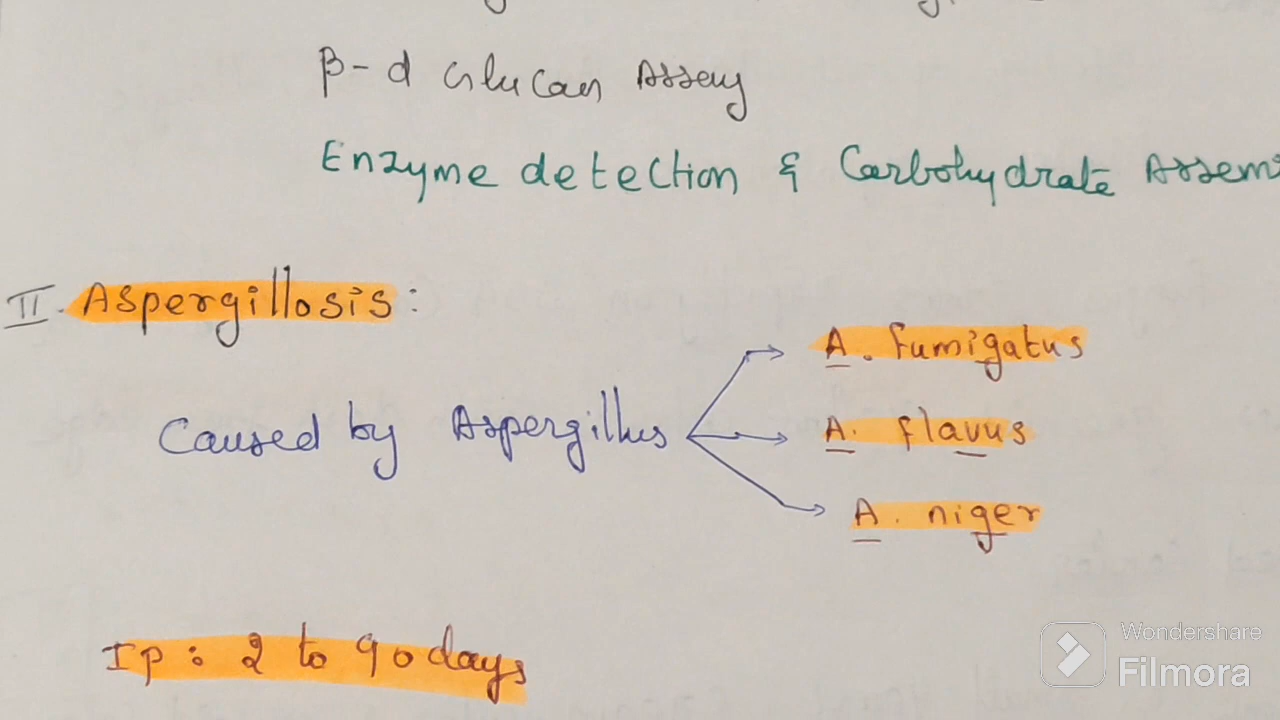 β-d Glucan Assay
Enzyme detection & Carbohydrate Assemi
II. Aspergillosis:
Caused by Aspergillus
A. fumigatus
A. flavus
A. niger
Ip: 2 to 90 days
Wondershare
Filmora